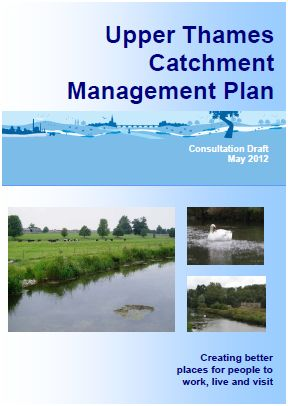 Upper Thames
Catchment
Management Plan
Consultation Draft
May 2012
Creating better
places for people to
work, live and visit